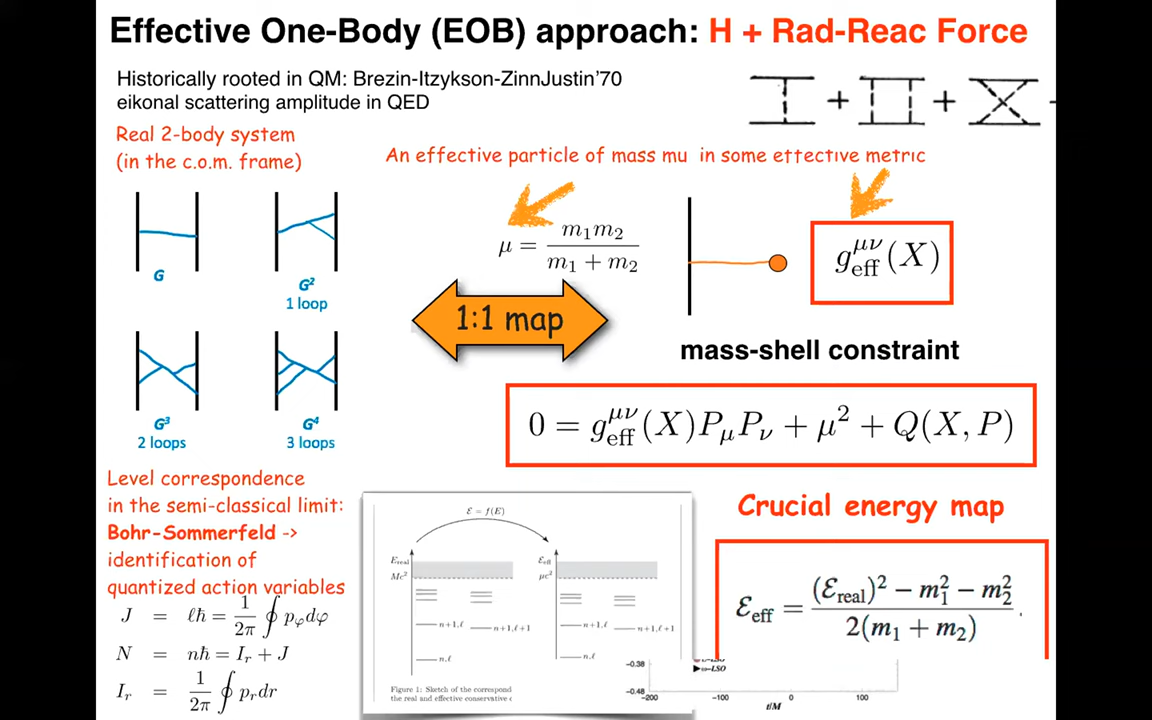 Effective One-Body (EOB) approach: H + Rad-Reac Force
Historically rooted in QM: Brezin-Itzykson-ZinnJustin'70
eikonal scattering amplitude in QED
+ + -
Real 2-body system
(in the c.o.m. frame)
An effective particle of mass mu in some effective metric
G
G²
1 loop
G³
2 loops
G⁴
3 loops
μ = m₁m₂ / (m₁ + m₂)
g_eff^{μν}(X)
1:1 map
mass-shell constraint
0 = g_eff^{μν}(X)P_μP_ν + μ² + Q(X, P)
Level correspondence
in the semi-classical limit:
Bohr-Sommerfeld ->
identification of
quantized action variables
J = ℓħ = 1/2π ∮ p_φ dφ
N = nħ = I_r + J
I_r = 1/2π ∮ p_r dr
ℰ = f(E)
E_real
Mc²
n+1,ℓ
n+1,ℓ+1
n,ℓ
ℰ_eff
μc²
n+1,ℓ
n+1,ℓ+1
n,ℓ
Figure 1: Sketch of the correspond
the real and effective conservative
Crucial energy map
ℰ_eff = ((ℰ_real)² − m₁² − m₂²) / 2(m₁ + m₂) .
-0.38
-0.48
-LSO
-200 -100 0 100
t/M